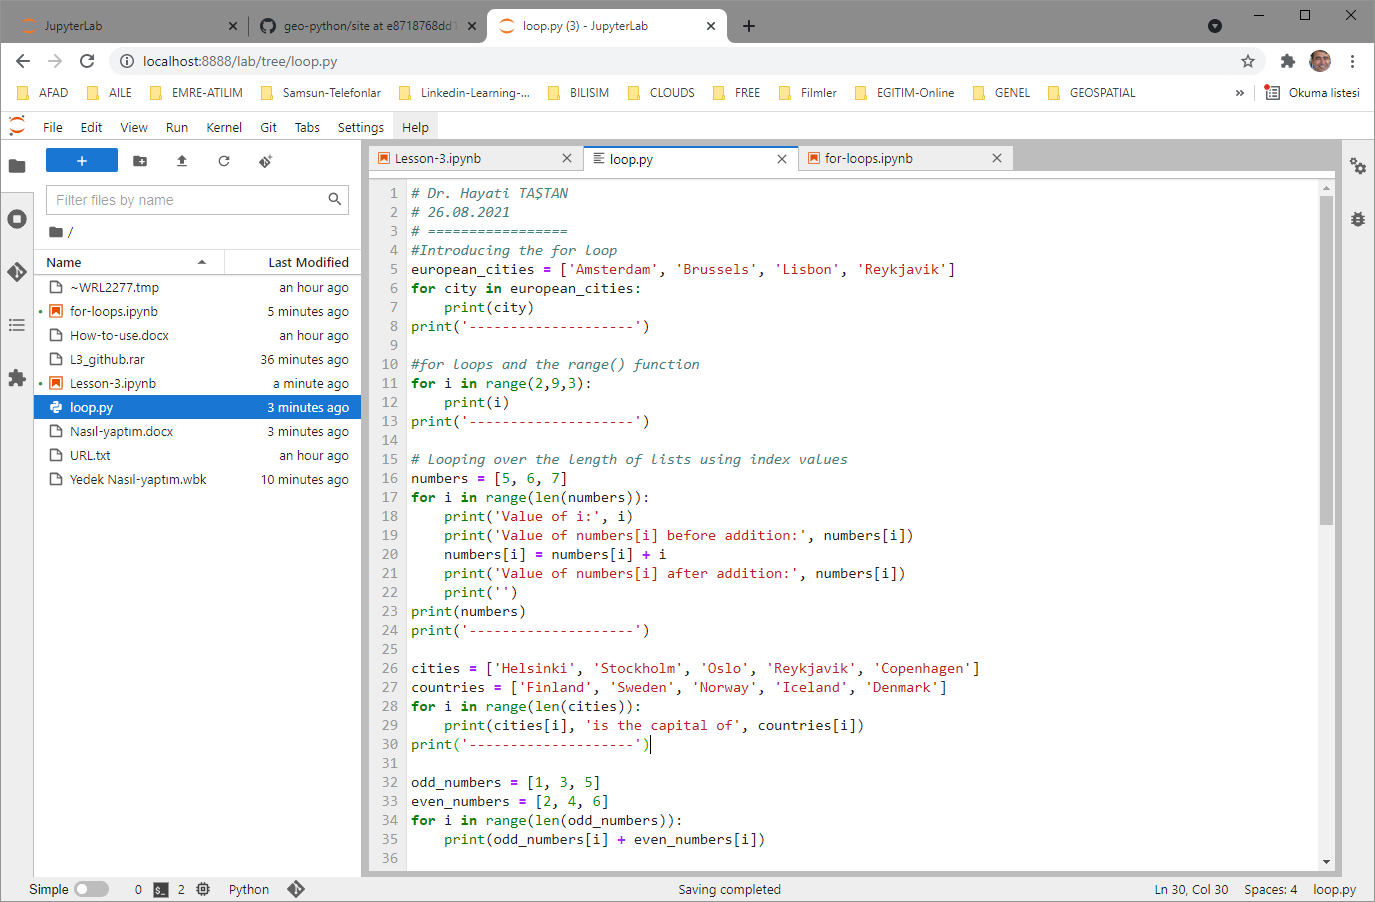 JupyterLab
geo-python/site at e8718768dd
loop.py (3) - JupyterLab
localhost:8888/lab/tree/loop.py
AFAD AILE EMRE-ATILIM Samsun-Telefonlar Linkedin-Learning-... BILISIM CLOUDS FREE Filmler EGITIM-Online GENEL GEOSPATIAL » Okuma listesi
File Edit View Run Kernel Git Tabs Settings Help
Filter files by name
/
Name Last Modified
~WRL2277.tmp an hour ago
for-loops.ipynb 5 minutes ago
How-to-use.docx an hour ago
L3_github.rar 36 minutes ago
Lesson-3.ipynb a minute ago
loop.py 3 minutes ago
Nasıl-yaptım.docx 3 minutes ago
URL.txt an hour ago
Yedek Nasıl-yaptım.wbk 10 minutes ago
Lesson-3.ipynb loop.py for-loops.ipynb
1 # Dr. Hayati TAŞTAN
2 # 26.08.2021
3 # =================
4 #Introducing the for loop
5 european_cities = ['Amsterdam', 'Brussels', 'Lisbon', 'Reykjavik']
6 for city in european_cities:
7     print(city)
8 print('--------------------')
9
10 #for loops and the range() function
11 for i in range(2,9,3):
12     print(i)
13 print('--------------------')
14
15 # Looping over the length of lists using index values
16 numbers = [5, 6, 7]
17 for i in range(len(numbers)):
18     print('Value of i:', i)
19     print('Value of numbers[i] before addition:', numbers[i])
20     numbers[i] = numbers[i] + i
21     print('Value of numbers[i] after addition:', numbers[i])
22     print('')
23 print(numbers)
24 print('--------------------')
25
26 cities = ['Helsinki', 'Stockholm', 'Oslo', 'Reykjavik', 'Copenhagen']
27 countries = ['Finland', 'Sweden', 'Norway', 'Iceland', 'Denmark']
28 for i in range(len(cities)):
29     print(cities[i], 'is the capital of', countries[i])
30 print('--------------------')
31
32 odd_numbers = [1, 3, 5]
33 even_numbers = [2, 4, 6]
34 for i in range(len(odd_numbers)):
35     print(odd_numbers[i] + even_numbers[i])
36
Simple 0 $_ 2 Python Saving completed Ln 30, Col 30 Spaces: 4 loop.py